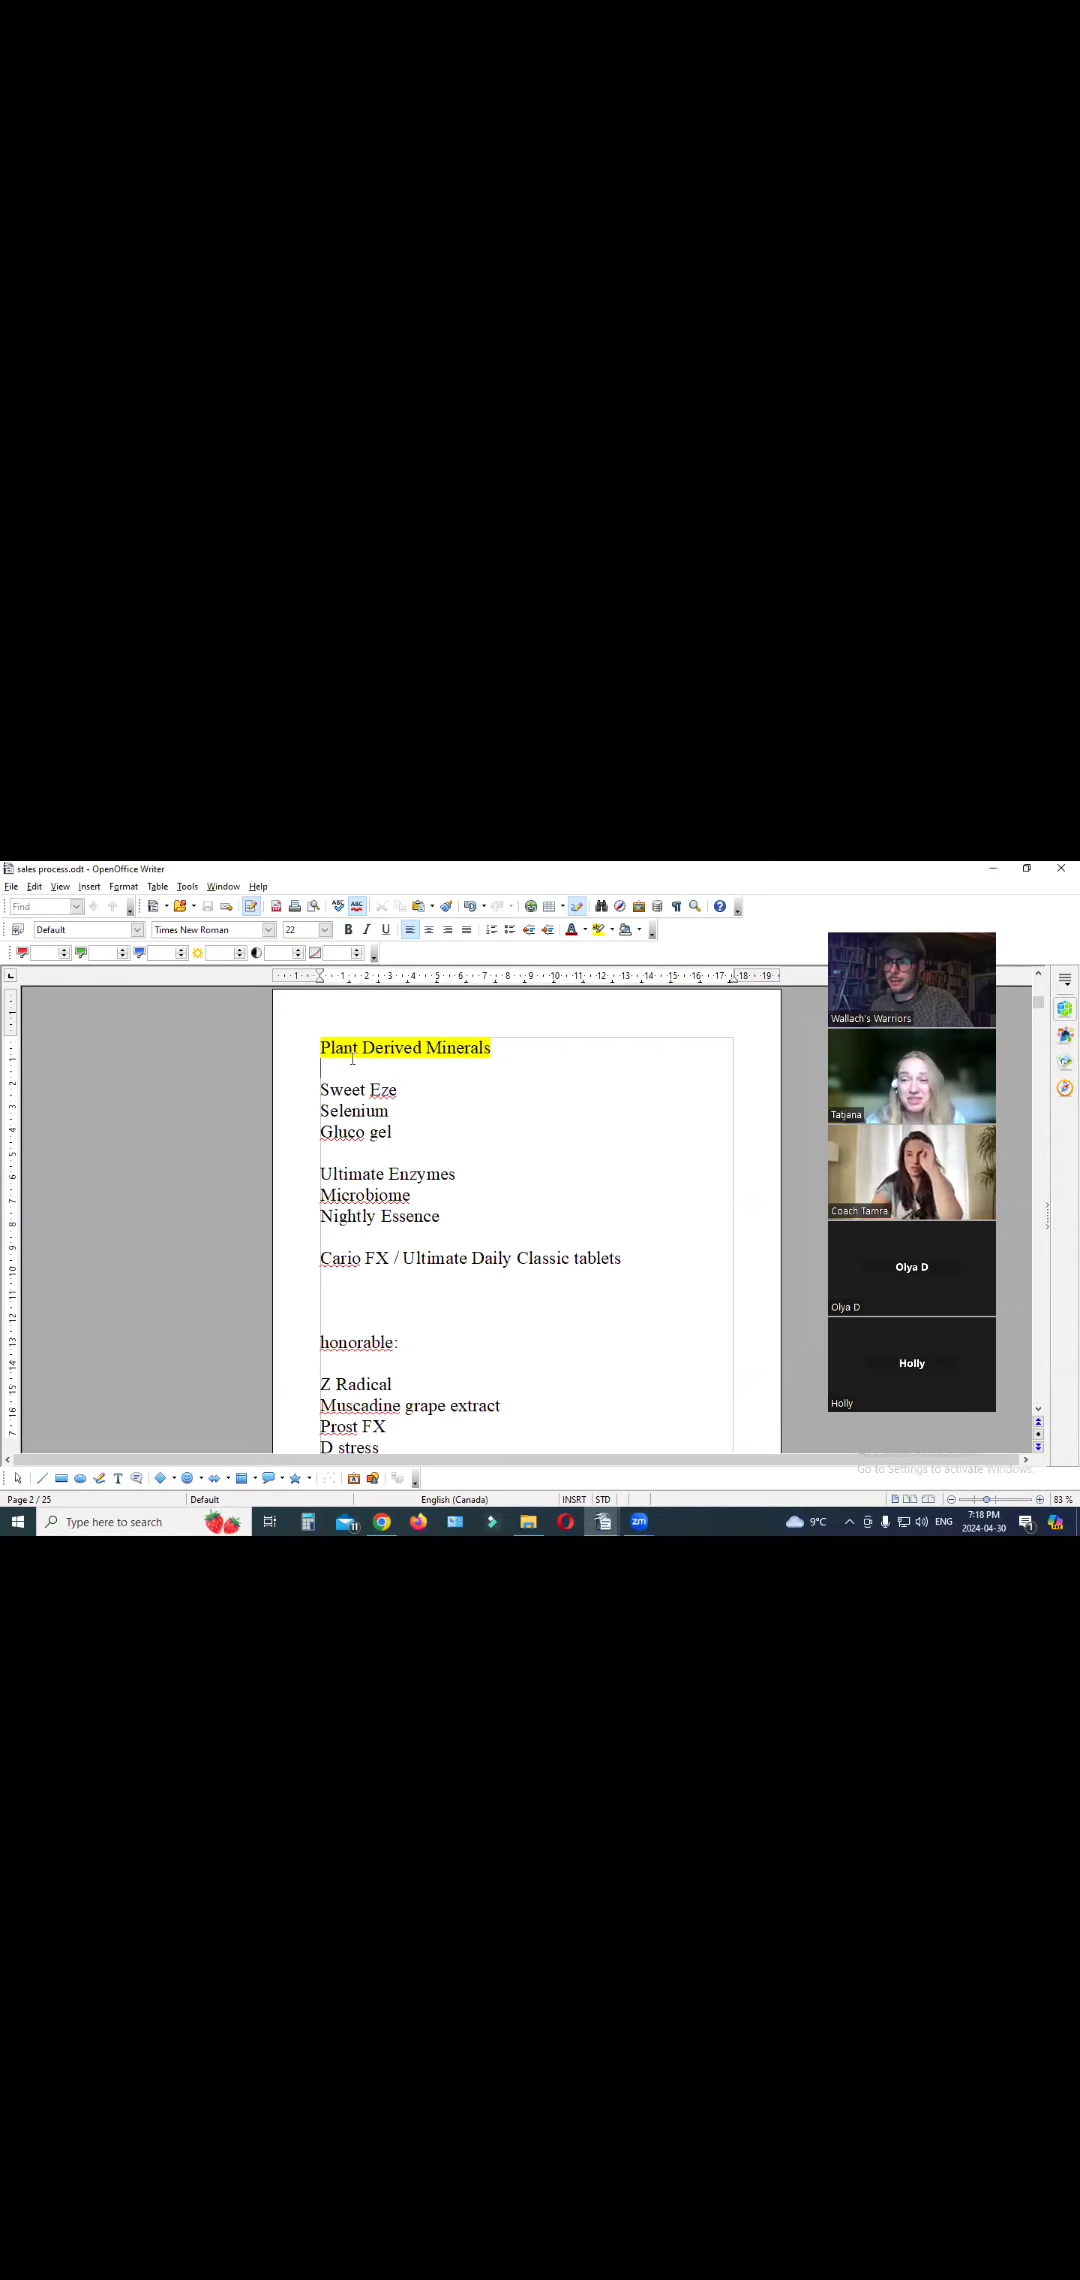 sales process.odt - OpenOffice Writer
File Edit View Insert Format Table Tools Window Help
Find
Default Times New Roman 22
Plant Derived Minerals
Sweet Eze
Selenium
Gluco gel
Ultimate Enzymes
Microbiome
Nightly Essence
Cario FX / Ultimate Daily Classic tablets
honorable:
Z Radical
Muscadine grape extract
Prost FX
D stress
Wallach's Warriors
Tatjana
Coach Tamra
Olya D
Olya D
Holly
Holly
Go to Settings to activate Windows.
Page 2 / 25 Default English (Canada) INSRT STD 83 %
Type here to search 11 zm 9°C ENG 7:18 PM 1
2024-04-30